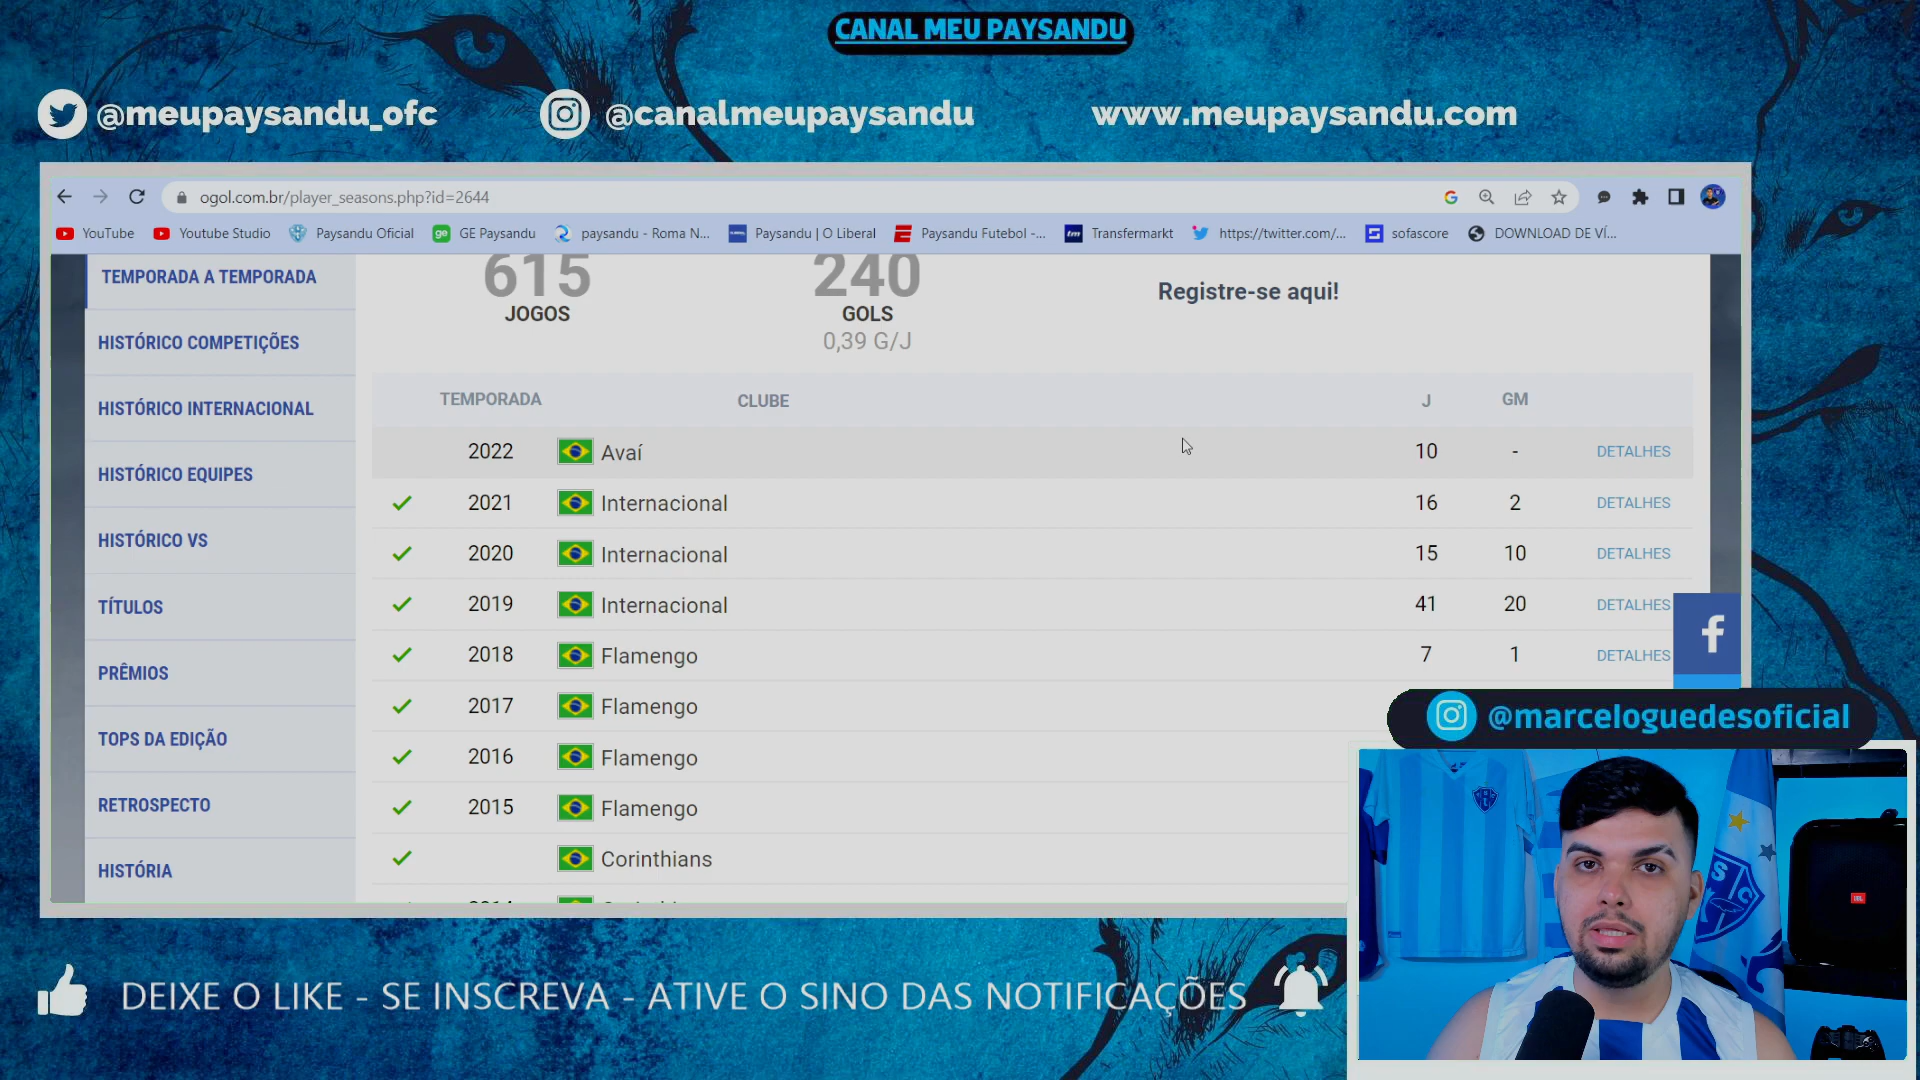 CANAL MEU PAYSANDU
@meupaysandu_ofc
@canalmeupaysandu
www.meupaysandu.com
ogol.com.br/player_seasons.php?id=2644
YouTube
Youtube Studio
Paysandu Oficial
GE Paysandu
paysandu - Roma N...
Paysandu | O Liberal
Paysandu Futebol -...
Transfermarkt
https://twitter.com/...
sofascore
DOWNLOAD DE VÍ...
TEMPORADA A TEMPORADA
HISTÓRICO COMPETIÇÕES
HISTÓRICO INTERNACIONAL
HISTÓRICO EQUIPES
HISTÓRICO VS
TÍTULOS
PRÊMIOS
TOPS DA EDIÇÃO
RETROSPECTO
HISTÓRIA
615
JOGOS
240
GOLS
0,39 G/J
Registre-se aqui!
TEMPORADA CLUBE J GM
2022 Avaí 10 - DETALHES
2021 Internacional 16 2 DETALHES
2020 Internacional 15 10 DETALHES
2019 Internacional 41 20 DETALHES
2018 Flamengo 7 1 DETALHES
2017 Flamengo
2016 Flamengo
2015 Flamengo
Corinthians
@marceloguedesoficial
DEIXE O LIKE - SE INSCREVA - ATIVE O SINO DAS NOTIFICAÇÕES